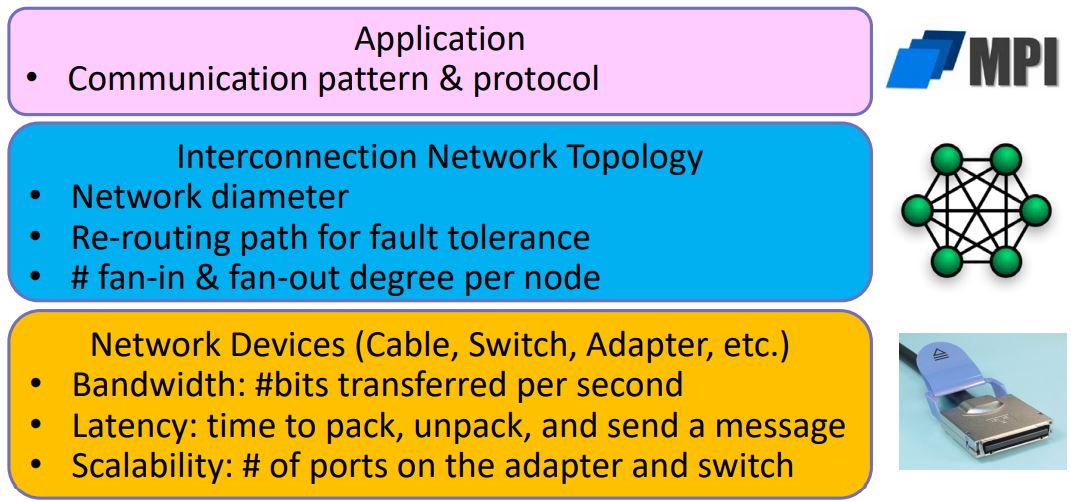 Application
• Communication pattern & protocol
MPI
Interconnection Network Topology
• Network diameter
• Re-routing path for fault tolerance
• # fan-in & fan-out degree per node
Network Devices (Cable, Switch, Adapter, etc.)
• Bandwidth: #bits transferred per second
• Latency: time to pack, unpack, and send a message
• Scalability: # of ports on the adapter and switch